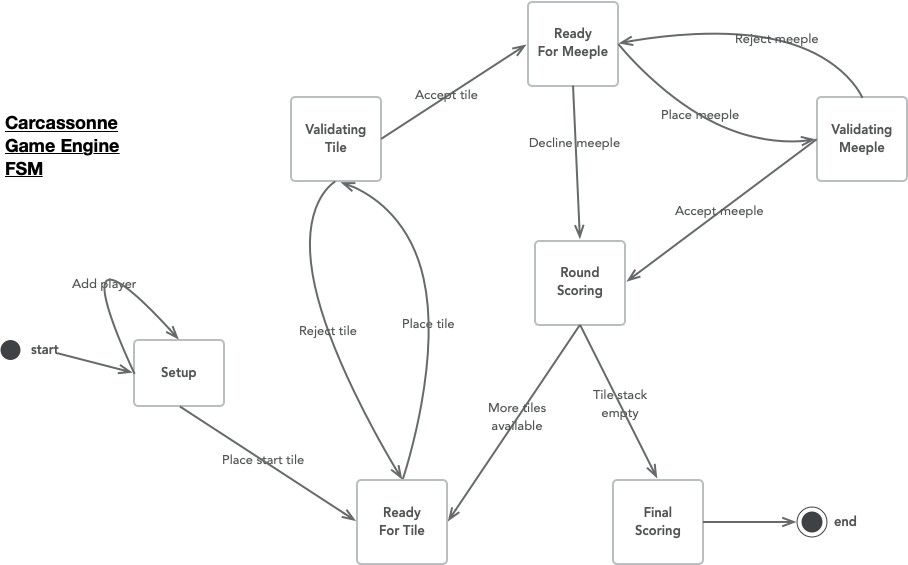 Ready
For Meeple
Reject meeple
Accept tile
Carcassonne
Game Engine
FSM
Validating
Tile
Place meeple
Validating
Meeple
Decline meeple
Accept meeple
Round
Scoring
Add player
Reject tile
Place tile
start
Setup
More tiles
available
Tile stack
empty
Place start tile
Ready
For Tile
Final
Scoring
end